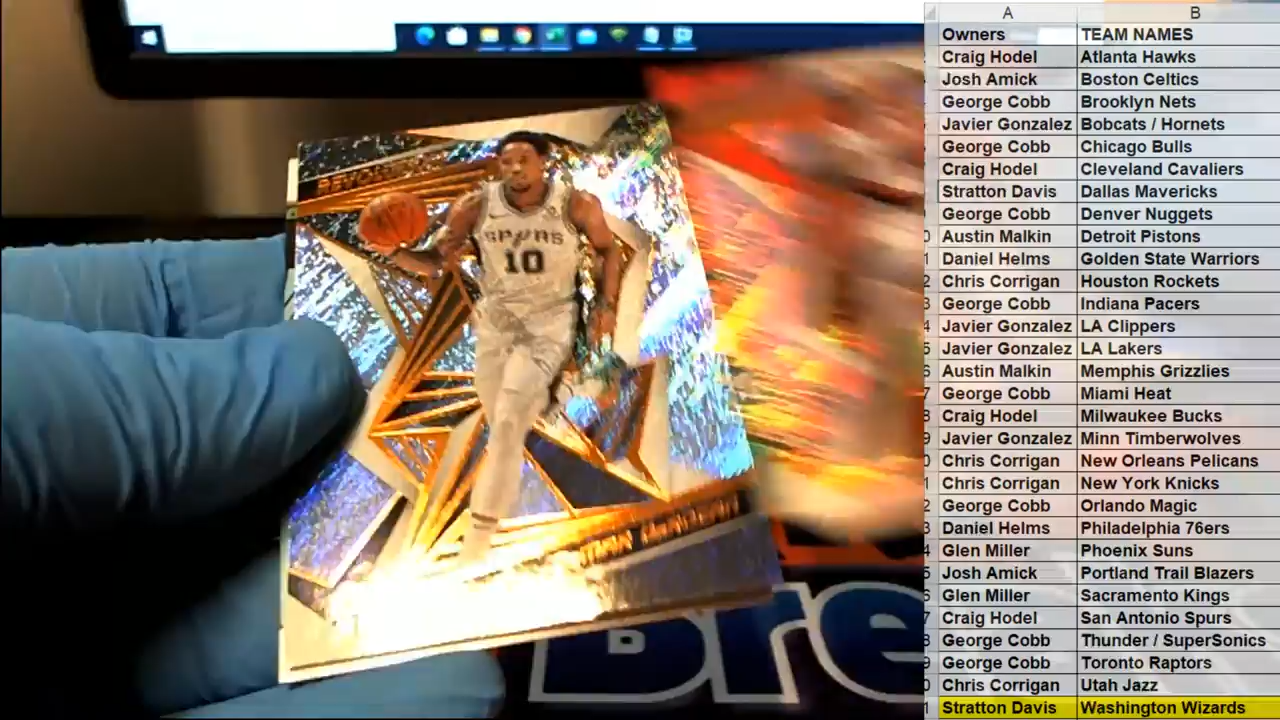 A B
Owners TEAM NAMES
Craig Hodel Atlanta Hawks
Josh Amick Boston Celtics
George Cobb Brooklyn Nets
Javier Gonzalez Bobcats / Hornets
George Cobb Chicago Bulls
Craig Hodel Cleveland Cavaliers
Stratton Davis Dallas Mavericks
George Cobb Denver Nuggets
Austin Malkin Detroit Pistons
Daniel Helms Golden State Warriors
Chris Corrigan Houston Rockets
George Cobb Indiana Pacers
Javier Gonzalez LA Clippers
Javier Gonzalez LA Lakers
Austin Malkin Memphis Grizzlies
George Cobb Miami Heat
Craig Hodel Milwaukee Bucks
Javier Gonzalez Minn Timberwolves
Chris Corrigan New Orleans Pelicans
Chris Corrigan New York Knicks
George Cobb Orlando Magic
Daniel Helms Philadelphia 76ers
Glen Miller Phoenix Suns
Josh Amick Portland Trail Blazers
Glen Miller Sacramento Kings
Craig Hodel San Antonio Spurs
George Cobb Thunder / SuperSonics
George Cobb Toronto Raptors
Chris Corrigan Utah Jazz
Stratton Davis Washington Wizards
SPURS
10
Bre